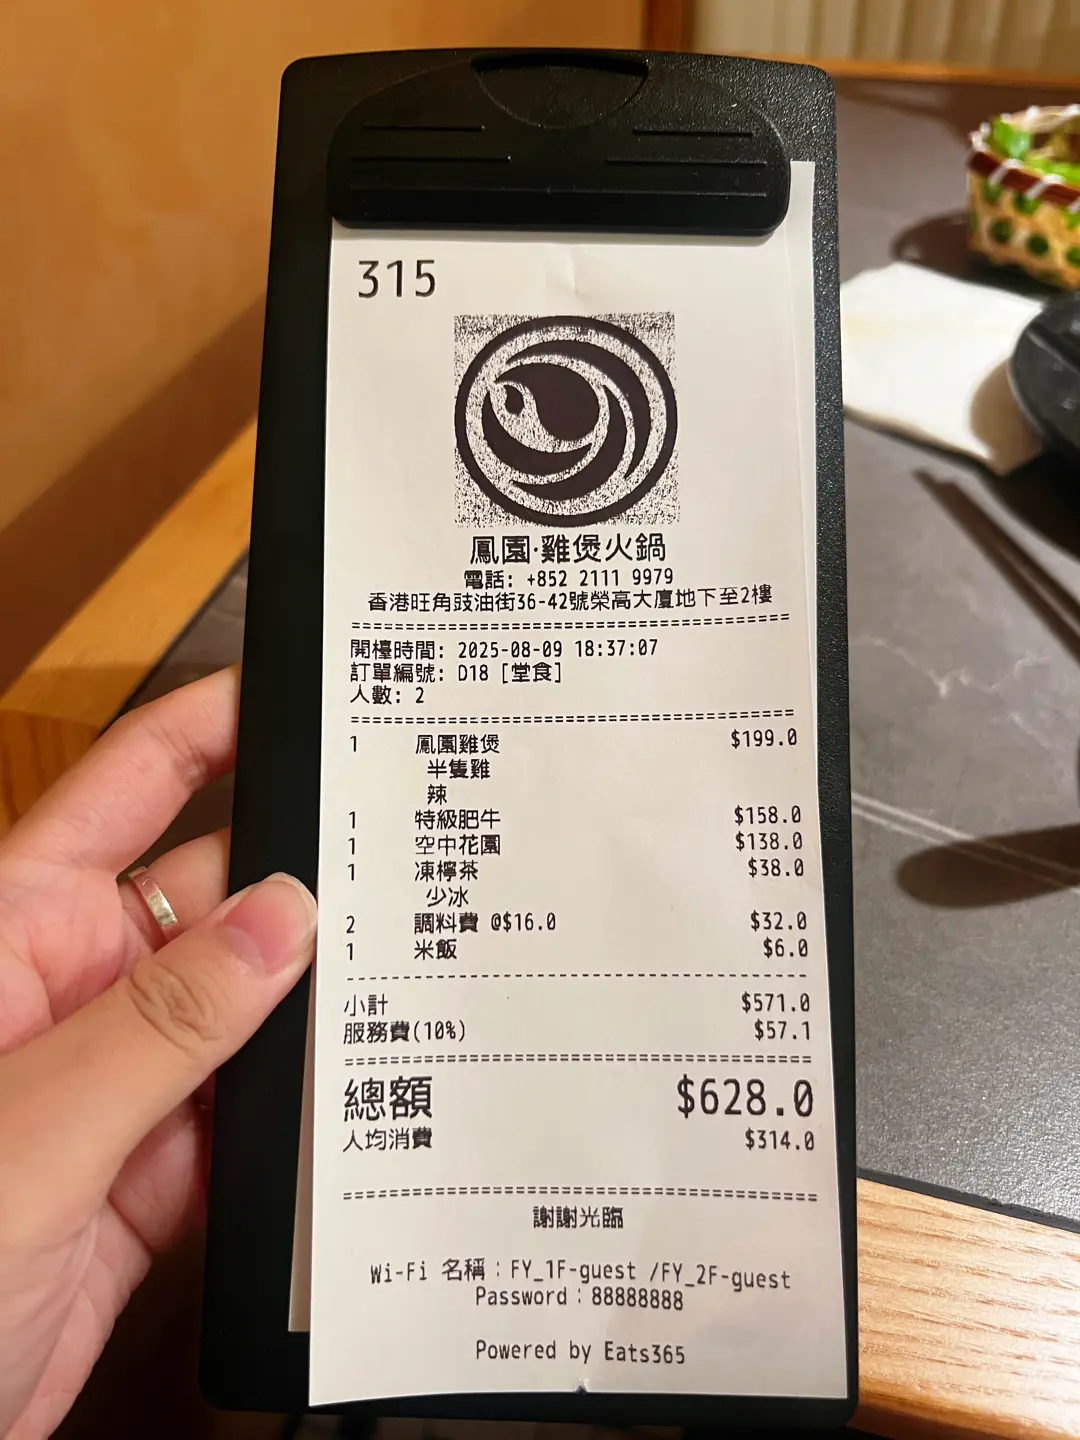 315
鳳園·雞煲火鍋
電話: +852 2111 9979
香港旺角豉油街36-42號榮高大廈地下至2樓
開檯時間: 2025-08-09 18:37:07
訂單編號: D18 [堂食]
人數: 2
1 鳳園雞煲 $199.0
半隻雞
辣
1 特級肥牛 $158.0
1 空中花園 $138.0
1 凍檸茶 $38.0
少冰
2 調料費 @$16.0 $32.0
1 米飯 $6.0
小計 $571.0
服務費(10%) $57.1
總額 $628.0
人均消費 $314.0
謝謝光臨
Wi-Fi 名稱：FY_1F-guest /FY_2F-guest
Password：88888888
Powered by Eats365